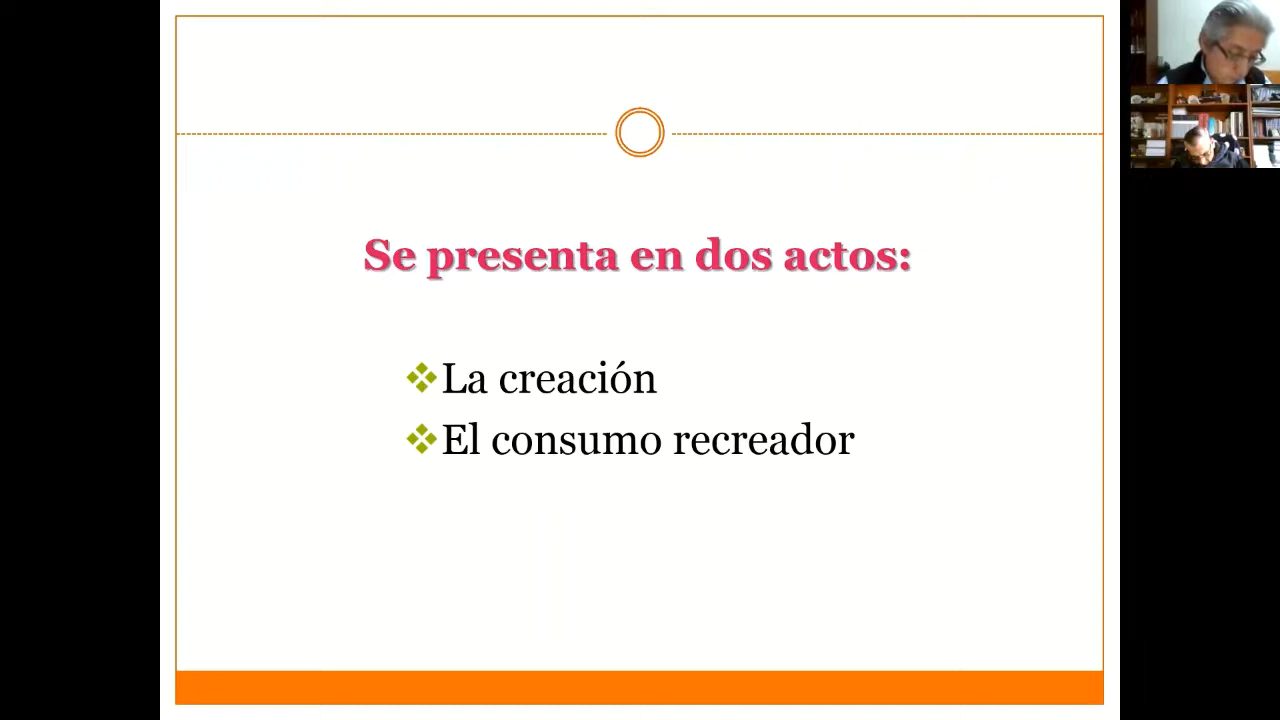 Se presenta en dos actos:
La creación
El consumo recreador